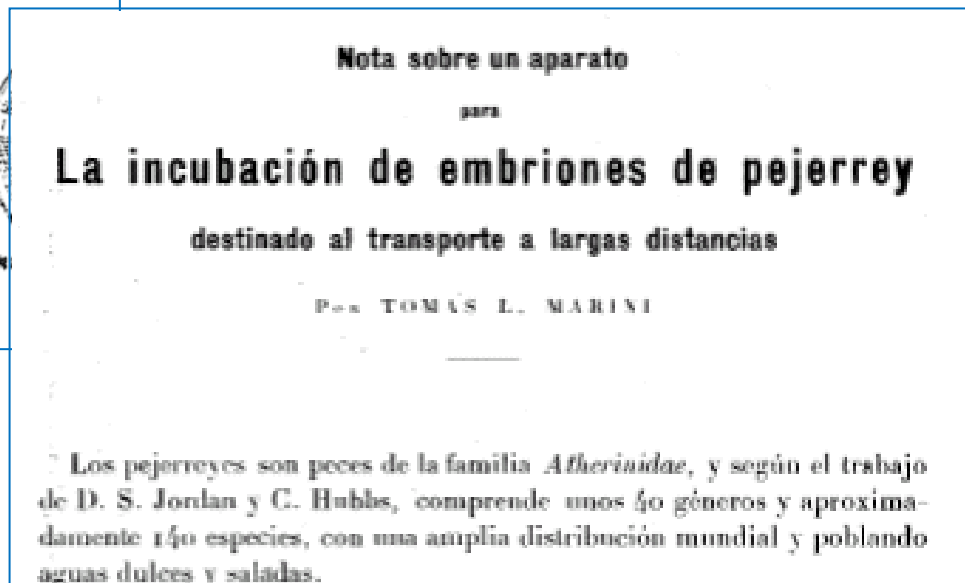 Nota sobre un aparato
para
La incubación de embriones de pejerrey
destinado al transporte a largas distancias
Por TOMÁS L. MARINI
Los pejerreyes son peces de la familia Atherinidae, y según el trabajo
de D. S. Jordan y C. Hubbs, comprende unos 40 géneros y aproxima-
damente 140 especies, con una amplia distribución mundial y poblando
aguas dulces y saladas.